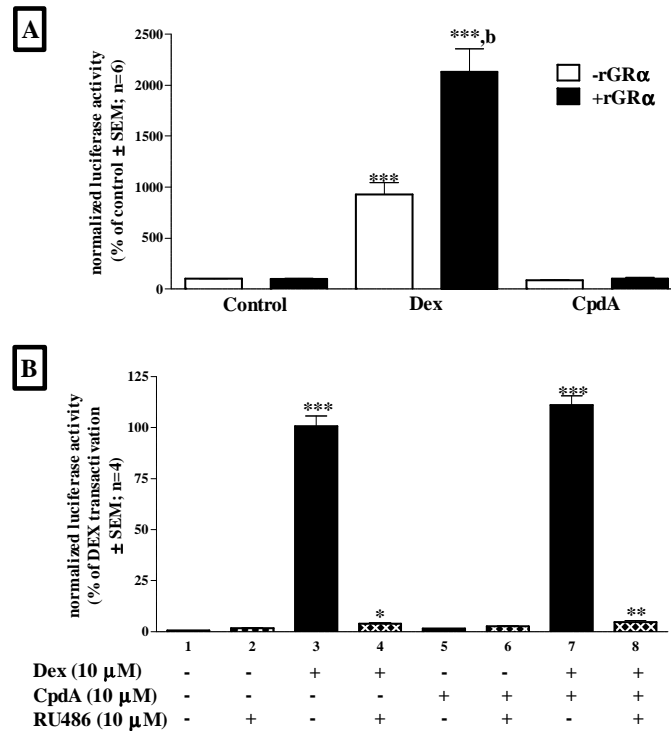 A
normalized luciferase activity
(% of control ± SEM; n=6)
2500
2000
1500
1000
500
0
***
***,b
-rGRα
+rGRα
Control Dex CpdA
B
normalized luciferase activity
(% of DEX transactivation
± SEM; n=4)
125
100
75
50
25
0
***
*
***
**
1 2 3 4 5 6 7 8
Dex (10 μM) - - + + - - + +
CpdA (10 μM) - - - - + + + +
RU486 (10 μM) - + - + - + - +